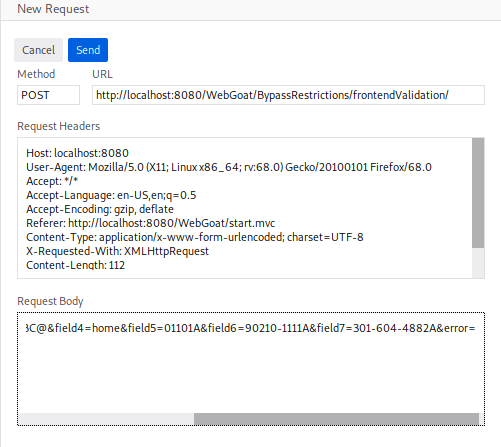 New Request
Cancel Send
Method URL
POST http://localhost:8080/WebGoat/BypassRestrictions/frontendValidation/
Request Headers
Host: localhost:8080
User-Agent: Mozilla/5.0 (X11; Linux x86_64; rv:68.0) Gecko/20100101 Firefox/68.0
Accept: */*
Accept-Language: en-US,en;q=0.5
Accept-Encoding: gzip, deflate
Referer: http://localhost:8080/WebGoat/start.mvc
Content-Type: application/x-www-form-urlencoded; charset=UTF-8
X-Requested-With: XMLHttpRequest
Content-Length: 112
Request Body
BC@&field4=home&field5=01101A&field6=90210-1111A&field7=301-604-4882A&error=